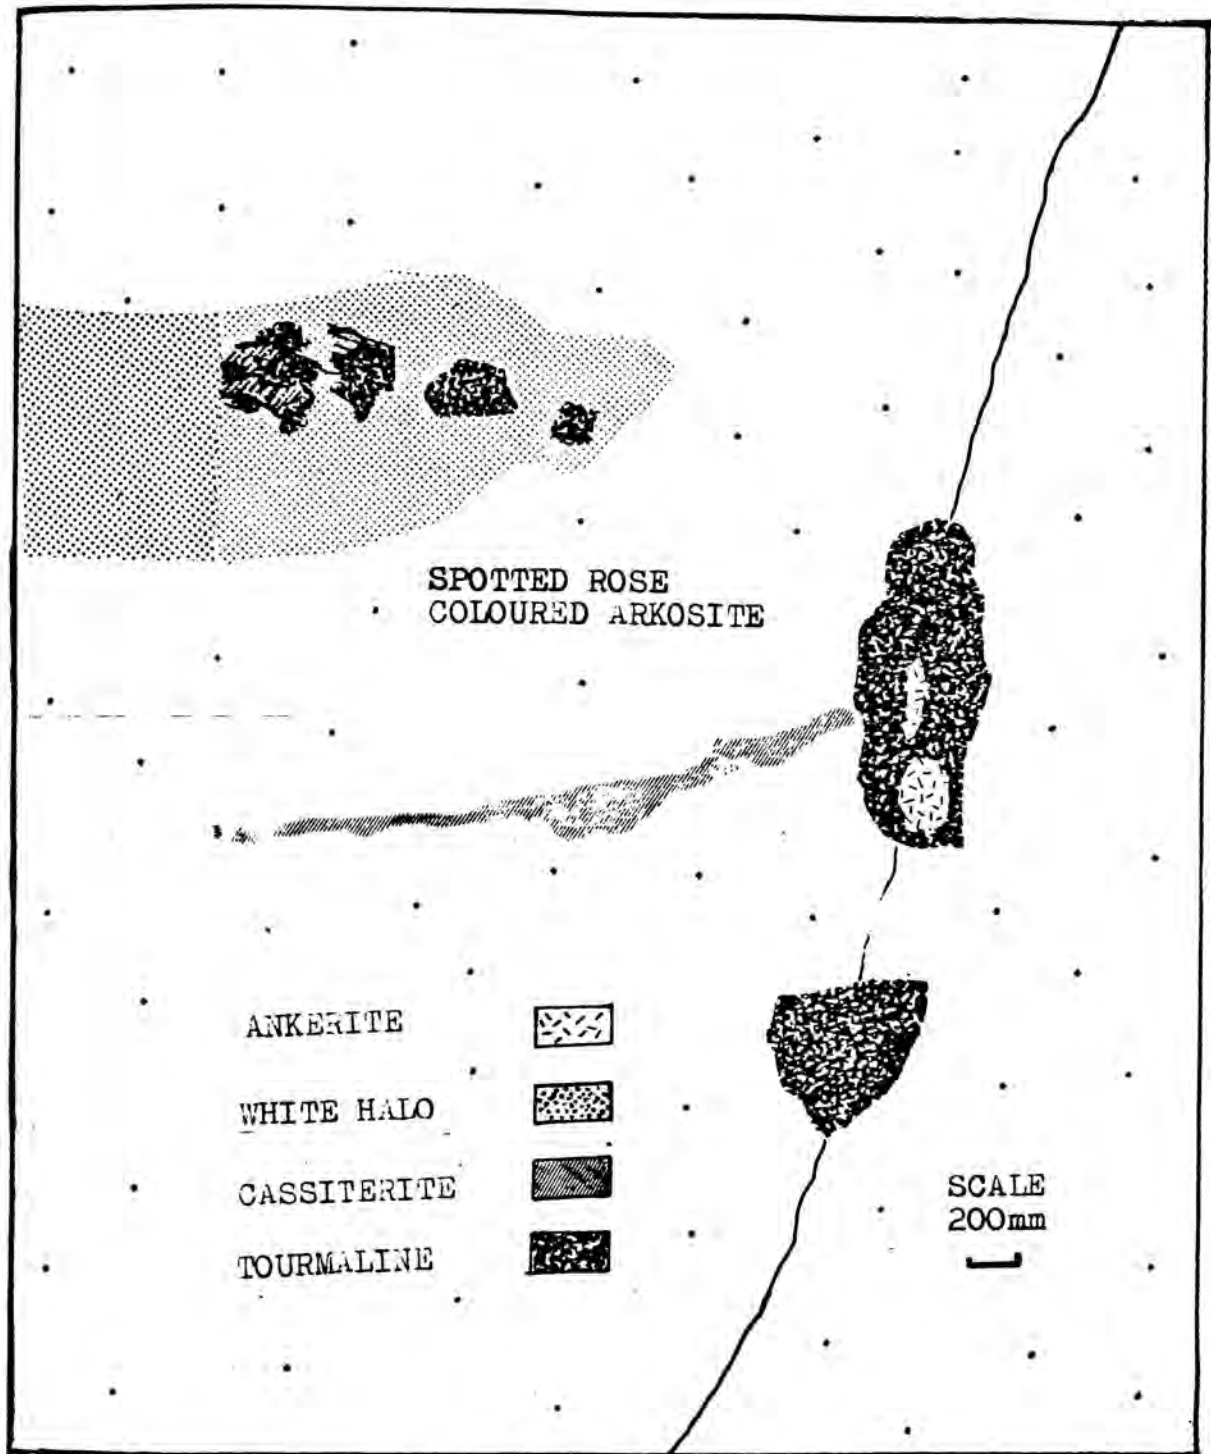 SPOTTED ROSE
COLOURED ARKOSITE
ANKERITE
WHITE HALO
CASSITERITE
TOURMALINE
SCALE
200mm